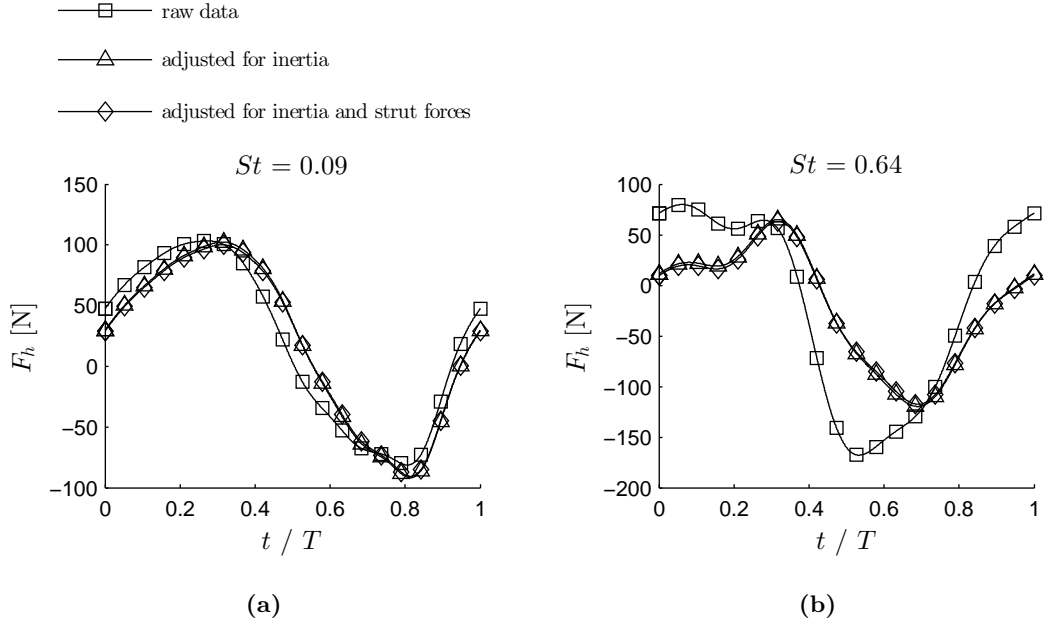 raw data
adjusted for inertia
adjusted for inertia and strut forces
St = 0.09
150
100
50
0
−50
−100
F_h [N]
0 0.2 0.4 0.6 0.8 1
t / T
(a)
St = 0.64
100
50
0
−50
−100
−150
−200
F_h [N]
0 0.2 0.4 0.6 0.8 1
t / T
(b)